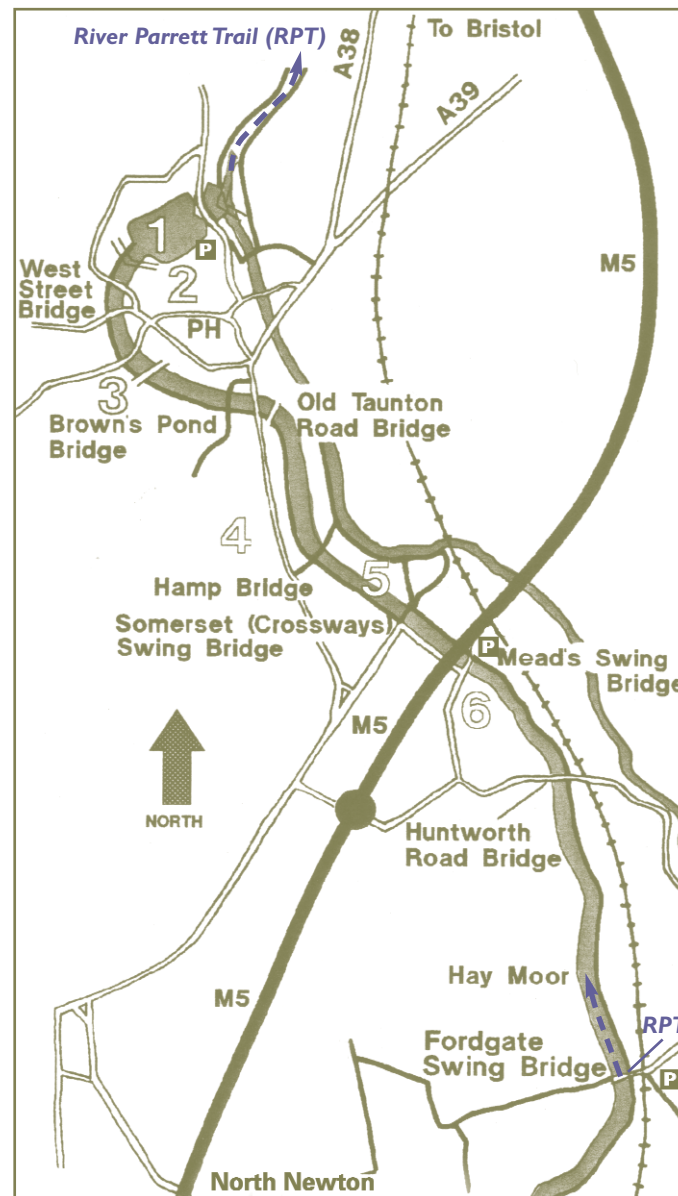 River Parrett Trail (RPT)
To Bristol
A38
A39
M5
1
P
2
West
Street
Bridge
PH
3
Brown's Pond
Bridge
Old Taunton
Road Bridge
4
5
Hamp Bridge
Somerset (Crossways)
Swing Bridge
P
Mead's Swing
Bridge
6
M5
NORTH
Huntworth
Road Bridge
Hay Moor
M5
RPT
Fordgate
Swing Bridge
P
North Newton